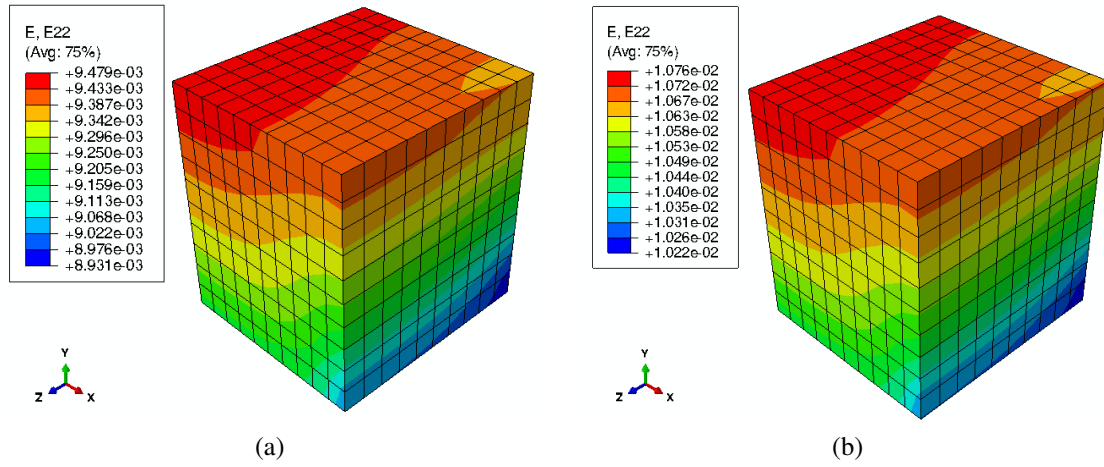 E, E22
(Avg: 75%)
+9.479e-03
+9.433e-03
+9.387e-03
+9.342e-03
+9.296e-03
+9.250e-03
+9.205e-03
+9.159e-03
+9.113e-03
+9.068e-03
+9.022e-03
+8.976e-03
+8.931e-03
Y
Z
X
(a)
E, E22
(Avg: 75%)
+1.076e-02
+1.072e-02
+1.067e-02
+1.063e-02
+1.058e-02
+1.053e-02
+1.049e-02
+1.044e-02
+1.040e-02
+1.035e-02
+1.031e-02
+1.026e-02
+1.022e-02
Y
Z
X
(b)